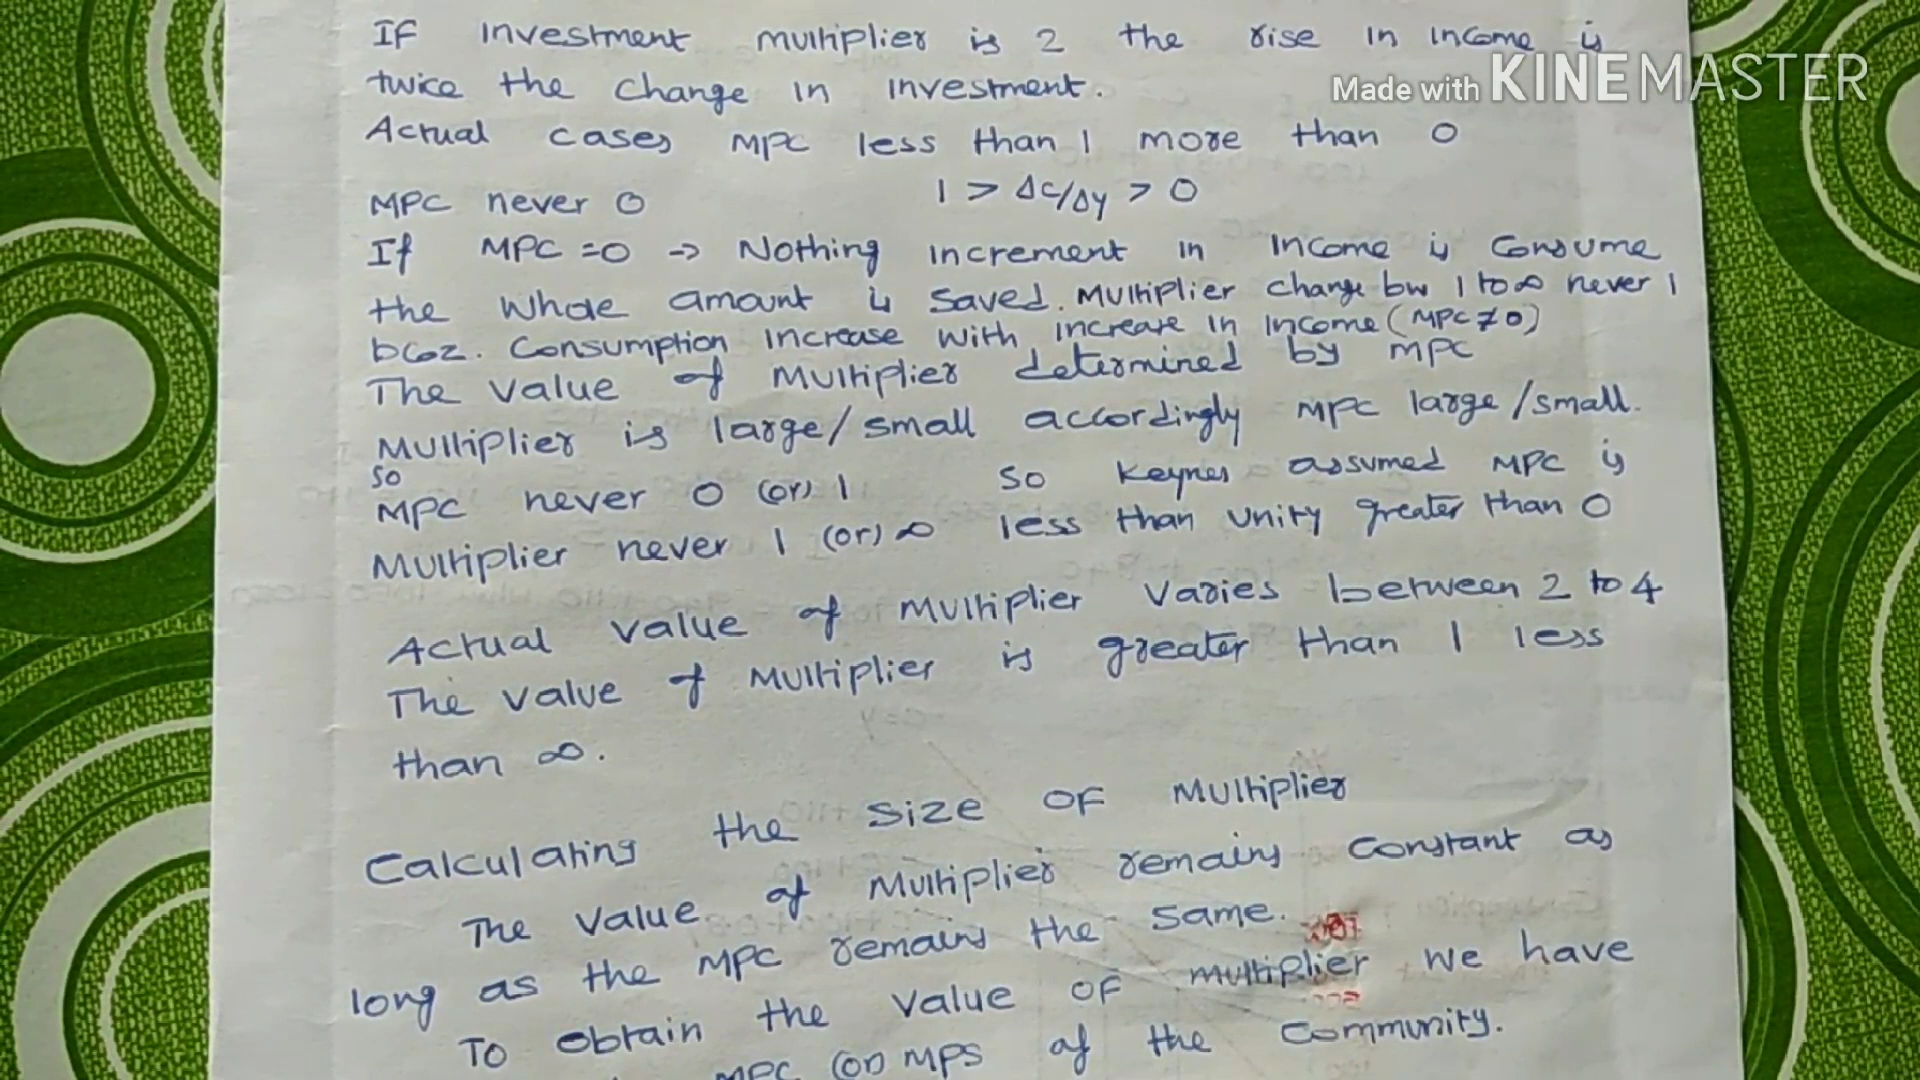 If investment multiplier is 2 the rise in income is
twice the change in investment.
Made with KINEMASTER
Actual cases MPC less than 1 more than 0
MPC never 0 1 > ΔC/ΔY > 0
If MPC =0 → Nothing increment in income is consume
the whole amount is saved. Multiplier change bw 1 to ∞ never 1
bcoz. Consumption increase with increase in income (MPC ≠ 0)
The value of Multiplier determined by MPC
Multiplier is large/small accordingly MPC large/small.
so
MPC never 0 (or) 1 so Keynes assumed MPC is
Multiplier never 1 (or) ∞ less than unity greater than 0
Actual value of Multiplier varies between 2 to 4
The value of Multiplier is greater than 1 less
than ∞.
Calculating the size OF Multiplier
The value of Multiplier remains constant as
long as the MPC remains the same.
To obtain the value OF multiplier we have
MPC (or) MPS of the community.